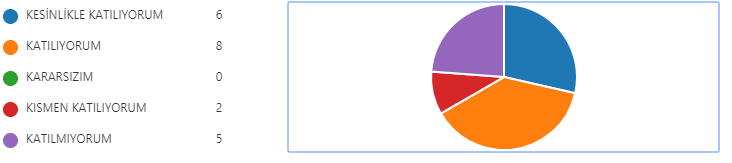 KESİNLİKLE KATILIYORUM 6
KATILIYORUM 8
KARARSIZIM 0
KISMEN KATILIYORUM 2
KATILMIYORUM 5